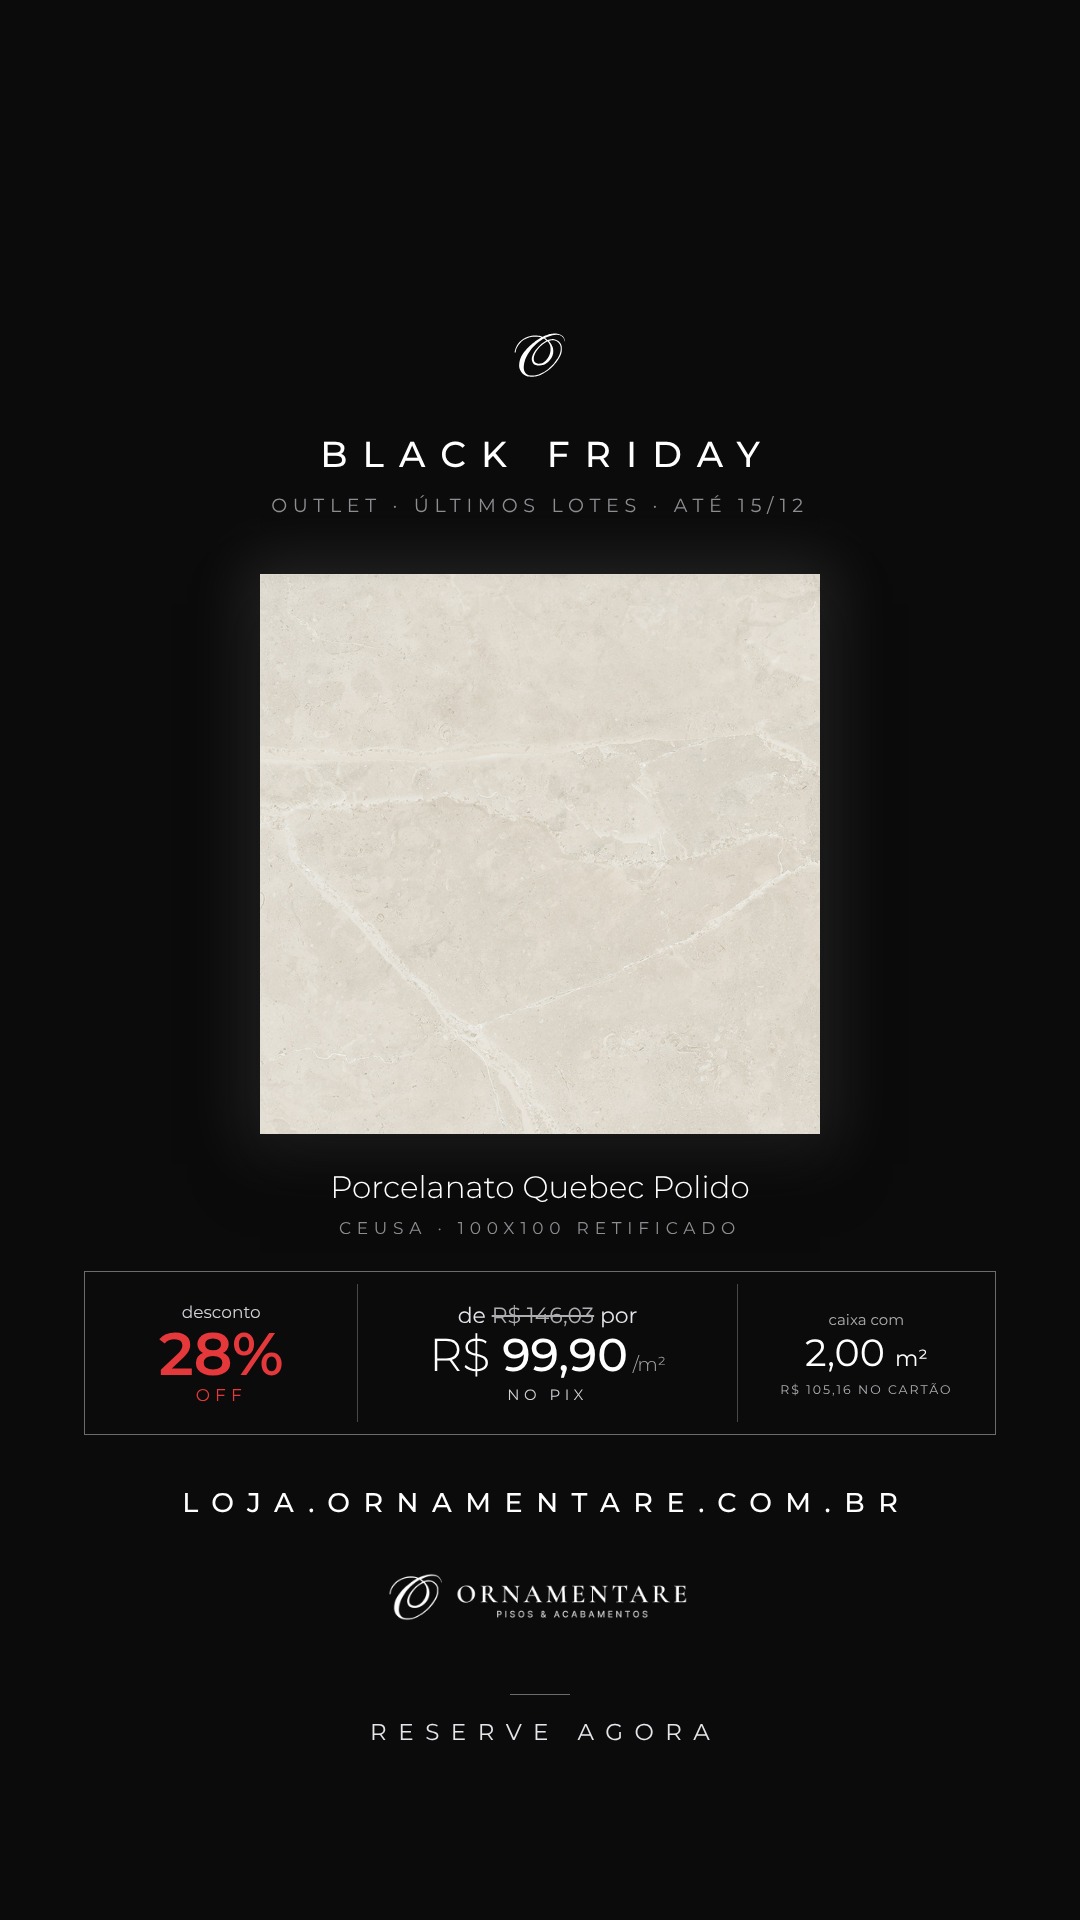 O
BLACK FRIDAY
OUTLET · ÚLTIMOS LOTES · ATÉ 15/12
Porcelanato Quebec Polido
CEUSA · 100X100 RETIFICADO
desconto
28%
OFF
de R$ 146,03 por
R$ 99,90 /m²
NO PIX
caixa com
2,00 m²
R$ 105,16 NO CARTÃO
LOJA.ORNAMENTARE.COM.BR
O ORNAMENTARE
PISOS & ACABAMENTOS
RESERVE AGORA